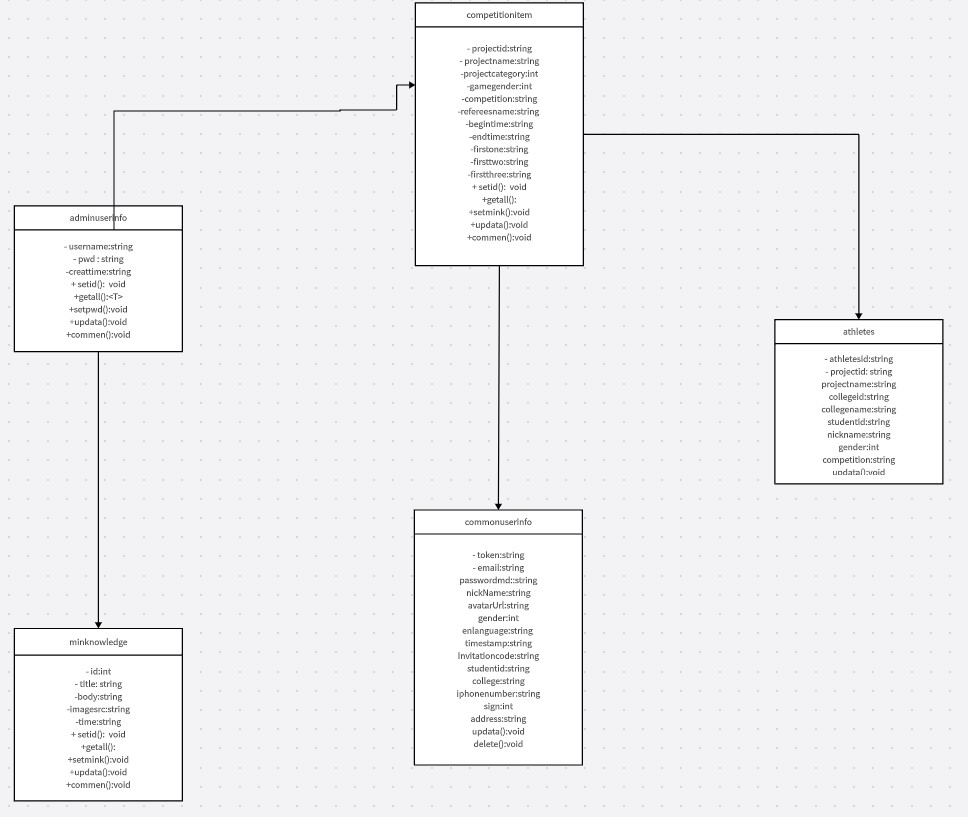 competitionitem
- projectid:string
- projectname:string
-projectcategory:int
-gamegender:int
-competition:string
-refereesname:string
-begintime:string
-endtime:string
-firstone:string
-firsttwo:string
-firstthree:string
+ setid():  void
+getall():
+setmink():void
+updata():void
+commen():void
adminuserinfo
- username:string
- pwd : string
-creattime:string
+ setid():  void
+getall():<T>
+setpwd():void
+updata():void
+commen():void
athletes
- athletesid:string
- projectid: string
projectname:string
collegeid:string
collegename:string
studentid:string
nickname:string
gender:int
competition:string
updata():void
commonuserinfo
- token:string
- email:string
passwordmd::string
nickName:string
avatarUrl:string
gender:int
enlanguage:string
timestamp:string
invitationcode:string
studentid:string
college:string
iphonenumber:string
sign:int
address:string
updata():void
delete():void
minknowledge
- id:int
- title: string
-body:string
-imagesrc:string
-time:string
+ setid():  void
+getall():
+setmink():void
+updata():void
+commen():void